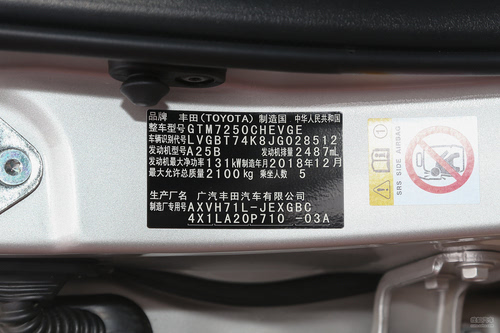 品牌 丰田(TOYOTA) 制造国 中华人民共和国
整车型号 GTM7250CHEVGE
车辆识别代号 LVGBT74K8JG028512
发动机型号 A25B 发动机排量 2487mL
发动机最大净功率 131kW 制造年月 2018年12月
最大允许总质量 2100kg 乘坐人数 5
生产厂名 广汽丰田汽车有限公司
制造厂专用号 AXVH71L-JEXGBC
4X1LA20P710 -03A
SRS SIDE AIRBAG